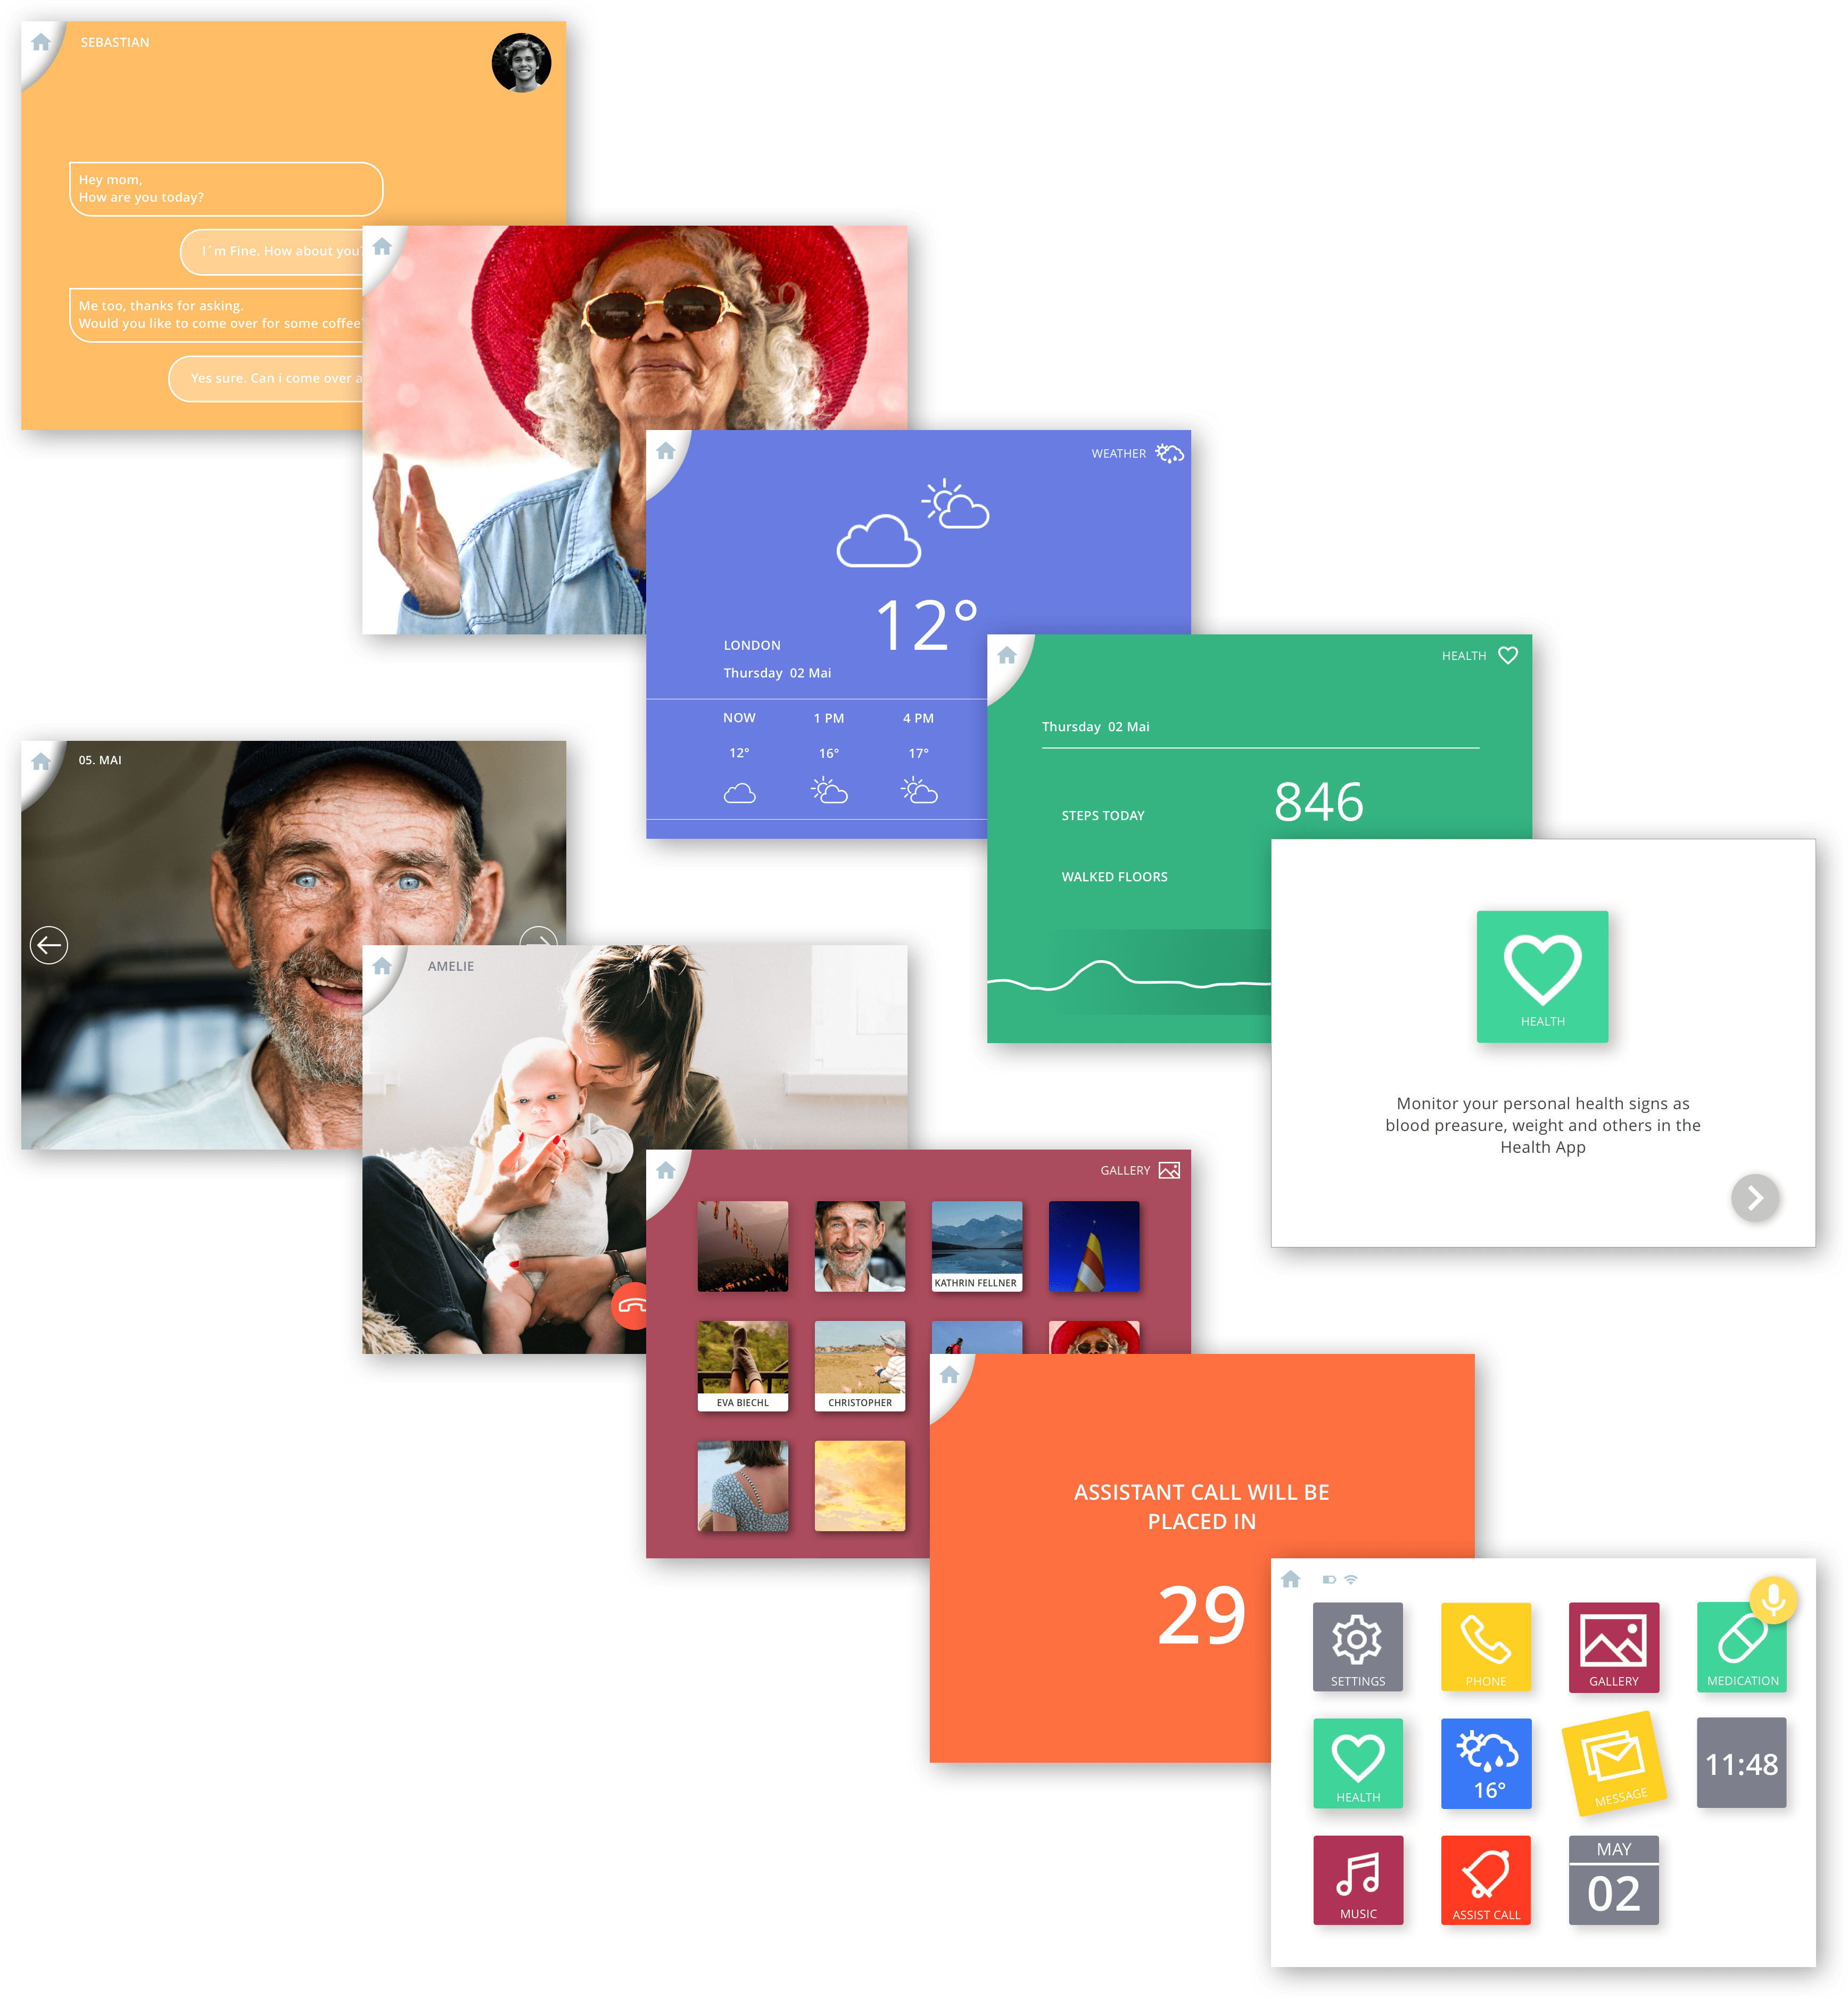 SEBASTIAN
Hey mom,
How are you today?
I´m Fine. How about you?
Me too, thanks for asking.
Would you like to come over for some coffee
Yes sure. Can i come over a
WEATHER
12°
LONDON
Thursday 02 Mai
NOW 1 PM 4 PM
12° 16° 17°
HEALTH
Thursday 02 Mai
STEPS TODAY 846
WALKED FLOORS
HEALTH
Monitor your personal health signs as
blood preasure, weight and others in the
Health App
05. MAI
AMELIE
GALLERY
KATHRIN FELLNER
EVA BIECHL
CHRISTOPHER
ASSISTANT CALL WILL BE
PLACED IN
29
SETTINGS
PHONE
GALLERY
MEDICATION
HEALTH
16°
MESSAGE
11:48
MUSIC
ASSIST CALL
MAY
02